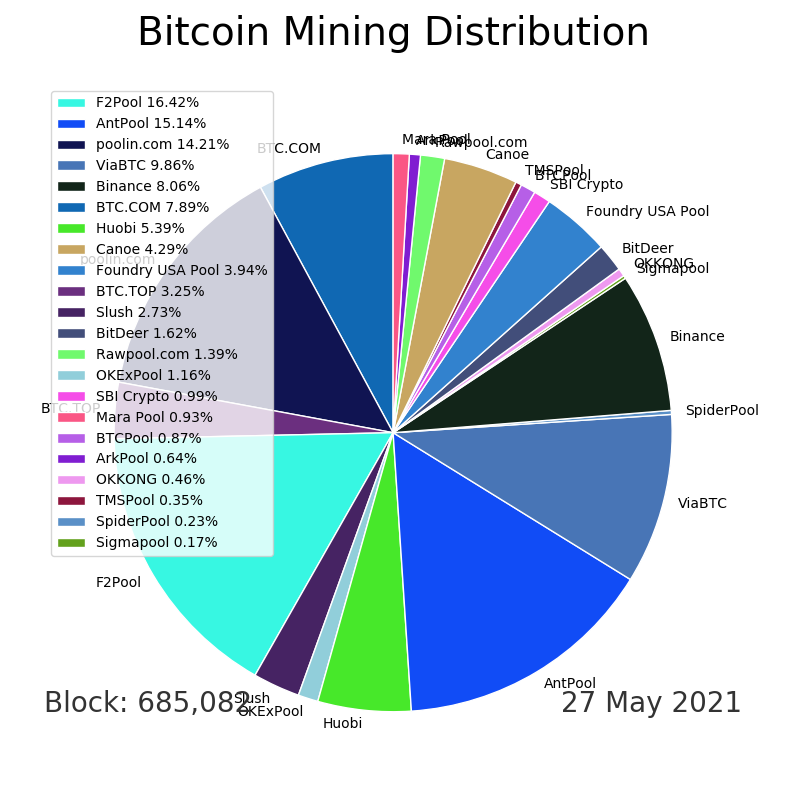 Bitcoin Mining Distribution
F2Pool 16.42%
AntPool 15.14%
poolin.com 14.21%
ViaBTC 9.86%
Binance 8.06%
BTC.COM 7.89%
Huobi 5.39%
Canoe 4.29%
Foundry USA Pool 3.94%
BTC.TOP 3.25%
Slush 2.73%
BitDeer 1.62%
Rawpool.com 1.39%
OKExPool 1.16%
SBI Crypto 0.99%
Mara Pool 0.93%
BTCPool 0.87%
ArkPool 0.64%
OKKONG 0.46%
TMSPool 0.35%
SpiderPool 0.23%
Sigmapool 0.17%
Mara Pool
ArkPool
Rawpool.com
Canoe
TMSPool
BTCPool
SBI Crypto
Foundry USA Pool
BitDeer
OKKONG
Sigmapool
Binance
SpiderPool
ViaBTC
AntPool
Huobi
OKExPool
Slush
F2Pool
BTC.TOP
poolin.com
BTC.COM
Block: 685,082
27 May 2021